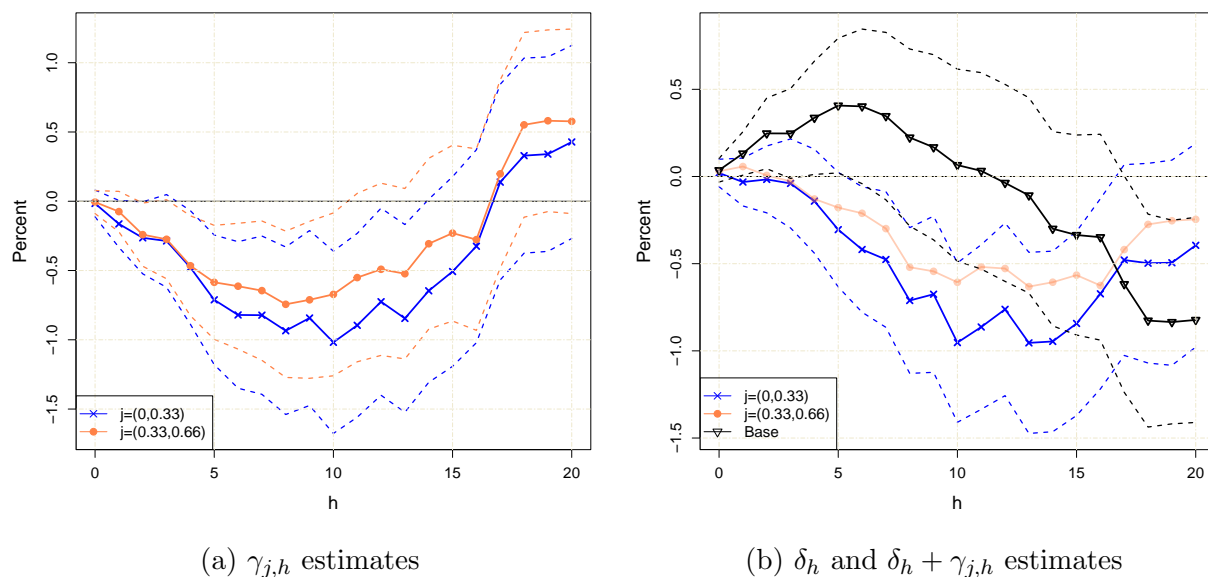 Percent
1.0
0.5
0.0
−0.5
−1.0
−1.5
j=(0,0.33)
j=(0.33,0.66)
0
5
10
15
20
h
(a) γj,h estimates
Percent
0.5
0.0
−0.5
−1.0
−1.5
j=(0,0.33)
j=(0.33,0.66)
Base
0
5
10
15
20
h
(b) δh and δh + γj,h estimates